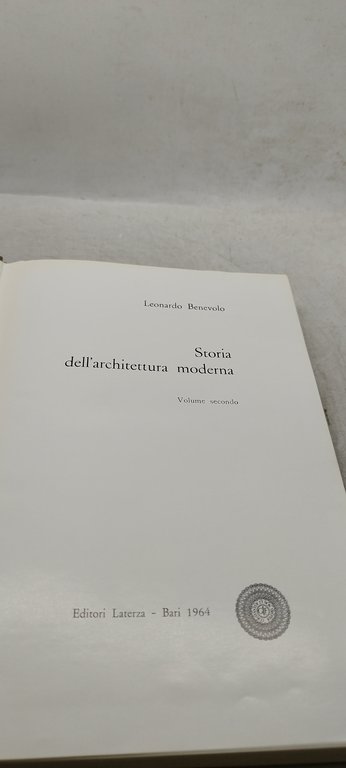 Leonardo Benevolo
Storia
dell'architettura moderna
Volume secondo
Editori Laterza - Bari 1964